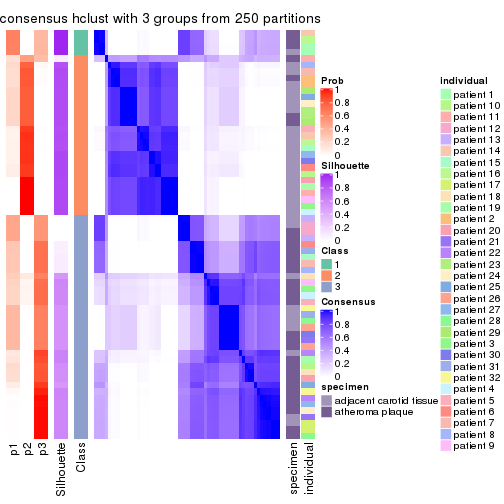 consensus hclust with 3 groups from 250 partitions
p1
p2
p3
Silhouette
Class
specimen
individual
Prob
1
0.8
0.6
0.4
0.2
0
Silhouette
1
0.8
0.6
0.4
0.2
0
Class
1
2
3
Consensus
1
0.8
0.6
0.4
0.2
0
specimen
adjacent carotid tissue
atheroma plaque
individual
patient 1
patient 10
patient 11
patient 12
patient 13
patient 14
patient 15
patient 16
patient 17
patient 18
patient 19
patient 2
patient 20
patient 21
patient 22
patient 23
patient 24
patient 25
patient 26
patient 27
patient 28
patient 29
patient 3
patient 30
patient 31
patient 32
patient 4
patient 5
patient 6
patient 7
patient 8
patient 9